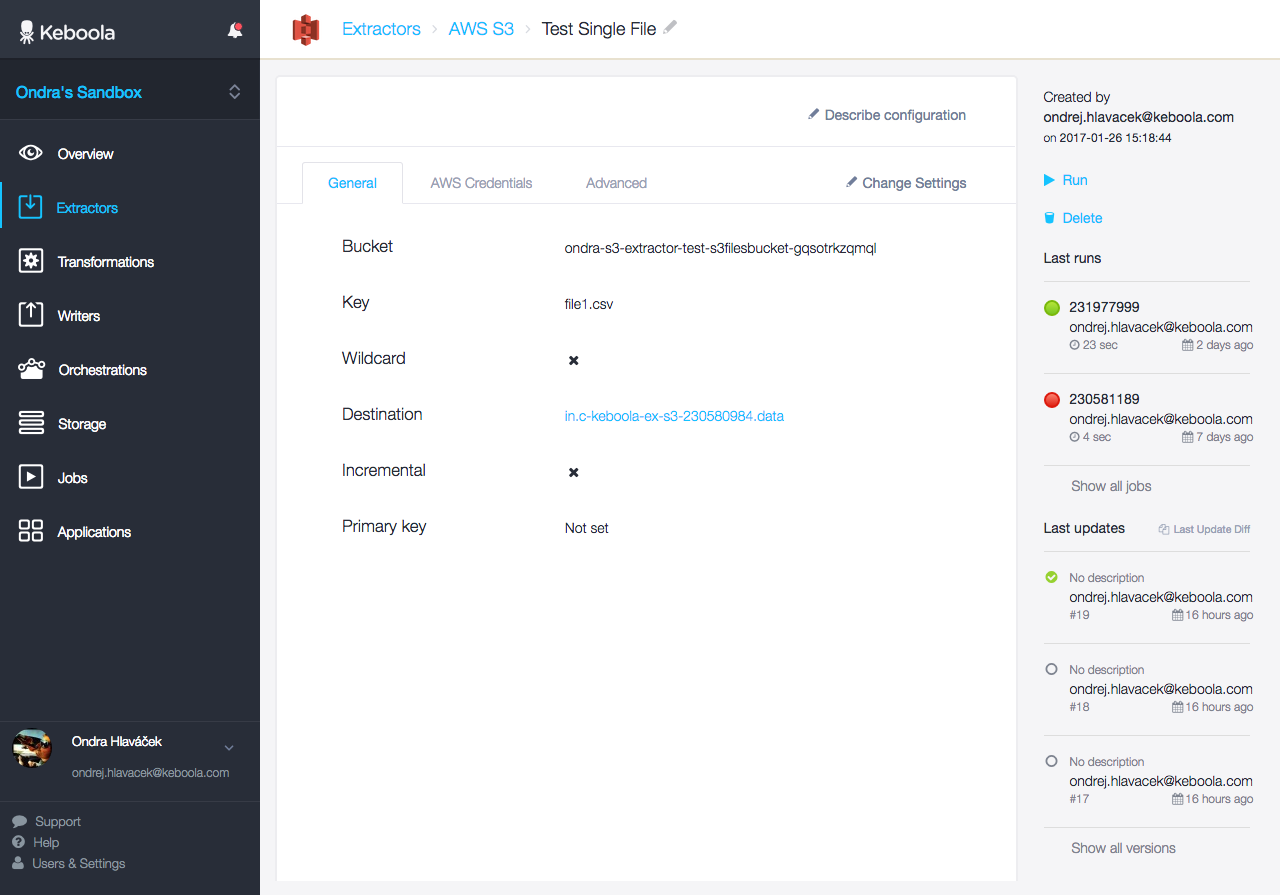 Keboola
Ondra's Sandbox
Overview
Extractors
Transformations
Writers
Orchestrations
Storage
Jobs
Applications
Ondra Hlaváček
ondrej.hlavacek@keboola.com
Support
Help
Users & Settings
Extractors › AWS S3 › Test Single File
Describe configuration
General AWS Credentials Advanced Change Settings
Bucket ondra-s3-extractor-test-s3filesbucket-gqsotrkzqmql
Key file1.csv
Wildcard
Destination in.c-keboola-ex-s3-230580984.data
Incremental
Primary key Not set
Created by
ondrej.hlavacek@keboola.com
on 2017-01-26 15:18:44
Run
Delete
Last runs
231977999
ondrej.hlavacek@keboola.com
23 sec 2 days ago
230581189
ondrej.hlavacek@keboola.com
4 sec 7 days ago
Show all jobs
Last updates Last Update Diff
No description
ondrej.hlavacek@keboola.com
#19 16 hours ago
No description
ondrej.hlavacek@keboola.com
#18 16 hours ago
No description
ondrej.hlavacek@keboola.com
#17 16 hours ago
Show all versions